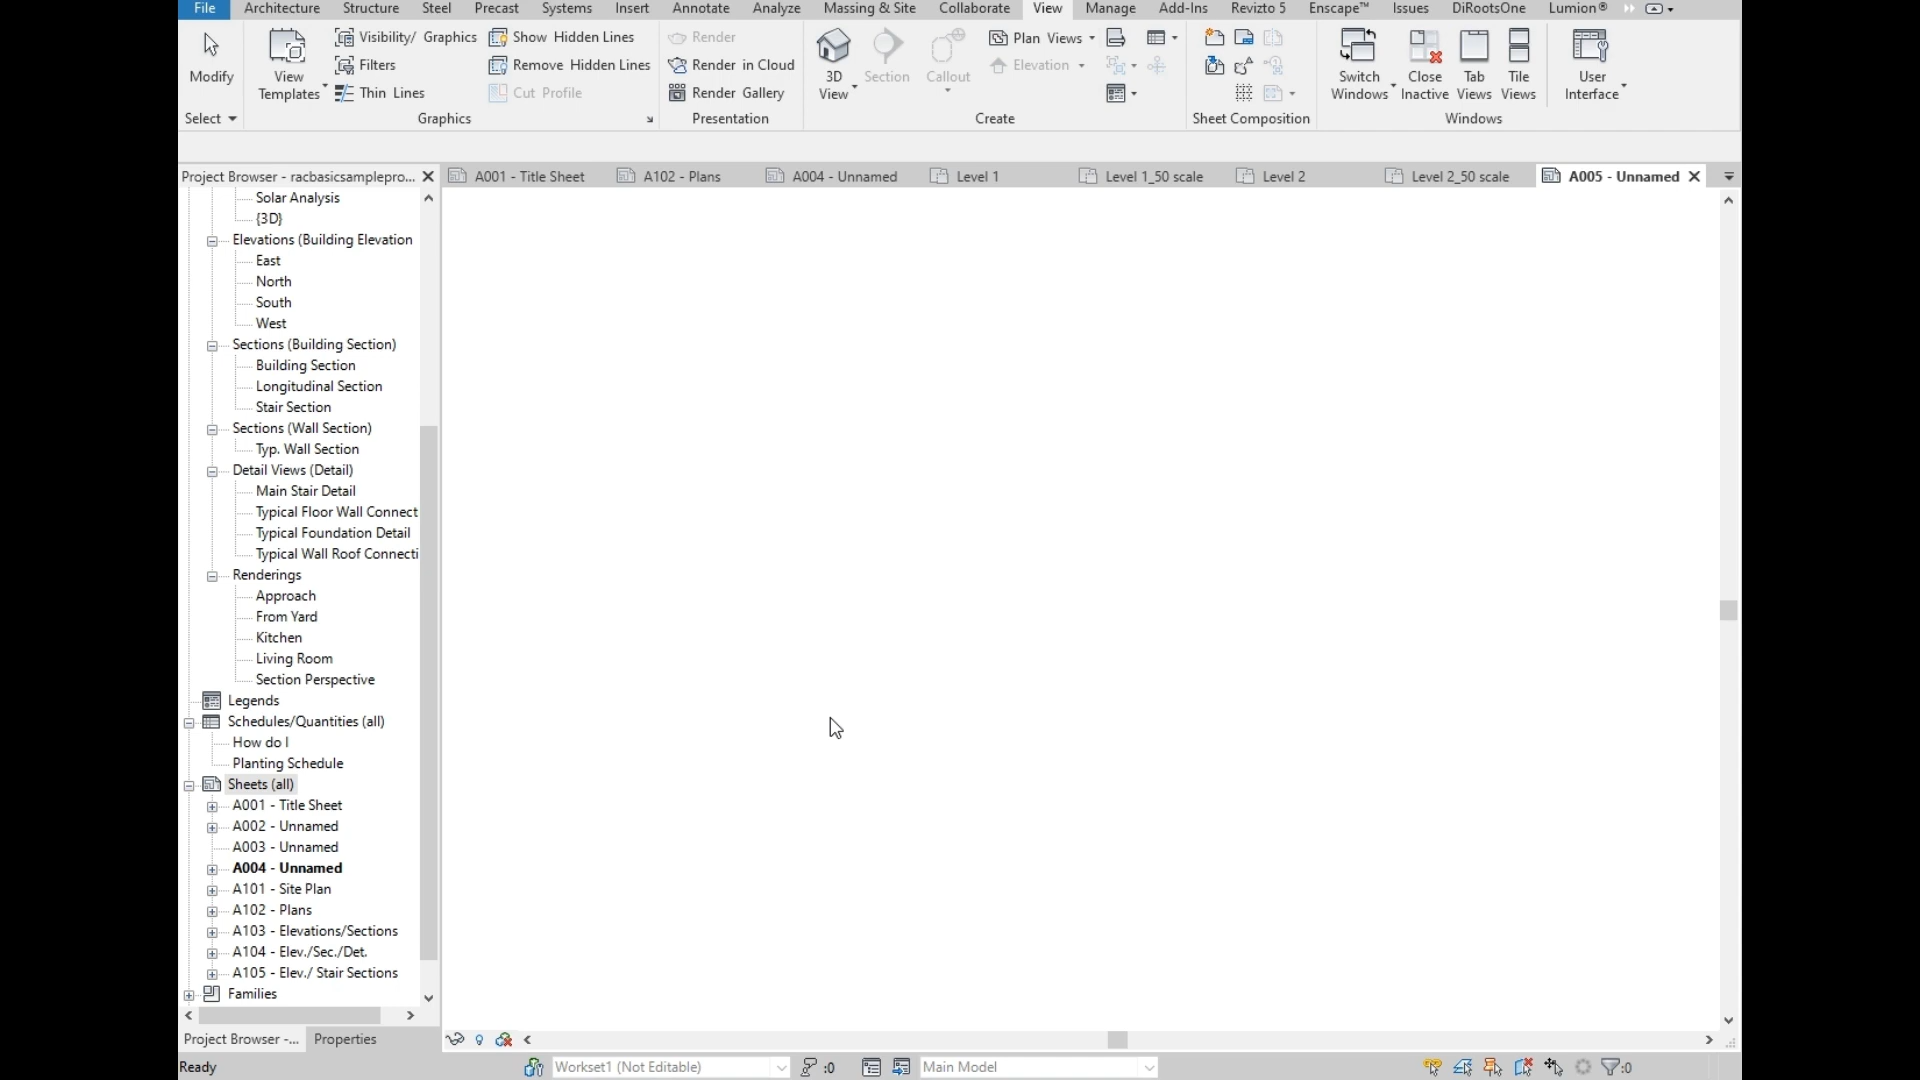 File Architecture Structure Steel Precast Systems Insert Annotate Analyze Massing & Site Collaborate View Manage Add-Ins Revizto 5 Enscape™ Issues DiRootsOne Lumion®
Modify
View
Templates
Visibility/ Graphics
Filters
Thin Lines
Show Hidden Lines
Remove Hidden Lines
Cut Profile
Render
Render in Cloud
Render Gallery
3D
View
Section
Callout
Plan Views
Elevation
Switch
Windows
Close
Inactive
Tab
Views
Tile
Views
User
Interface
Select
Graphics
Presentation
Create
Sheet Composition
Windows
Project Browser - racbasicsamplepro...
A001 - Title Sheet
A102 - Plans
A004 - Unnamed
Level 1
Level 1_50 scale
Level 2
Level 2_50 scale
A005 - Unnamed
Solar Analysis
{3D}
Elevations (Building Elevation
East
North
South
West
Sections (Building Section)
Building Section
Longitudinal Section
Stair Section
Sections (Wall Section)
Typ. Wall Section
Detail Views (Detail)
Main Stair Detail
Typical Floor Wall Connect
Typical Foundation Detail
Typical Wall Roof Connecti
Renderings
Approach
From Yard
Kitchen
Living Room
Section Perspective
Legends
Schedules/Quantities (all)
How do I
Planting Schedule
Sheets (all)
A001 - Title Sheet
A002 - Unnamed
A003 - Unnamed
A004 - Unnamed
A101 - Site Plan
A102 - Plans
A103 - Elevations/Sections
A104 - Elev./Sec./Det.
A105 - Elev./ Stair Sections
Families
Project Browser -...
Properties
Ready
Workset1 (Not Editable)
:0
Main Model
:0